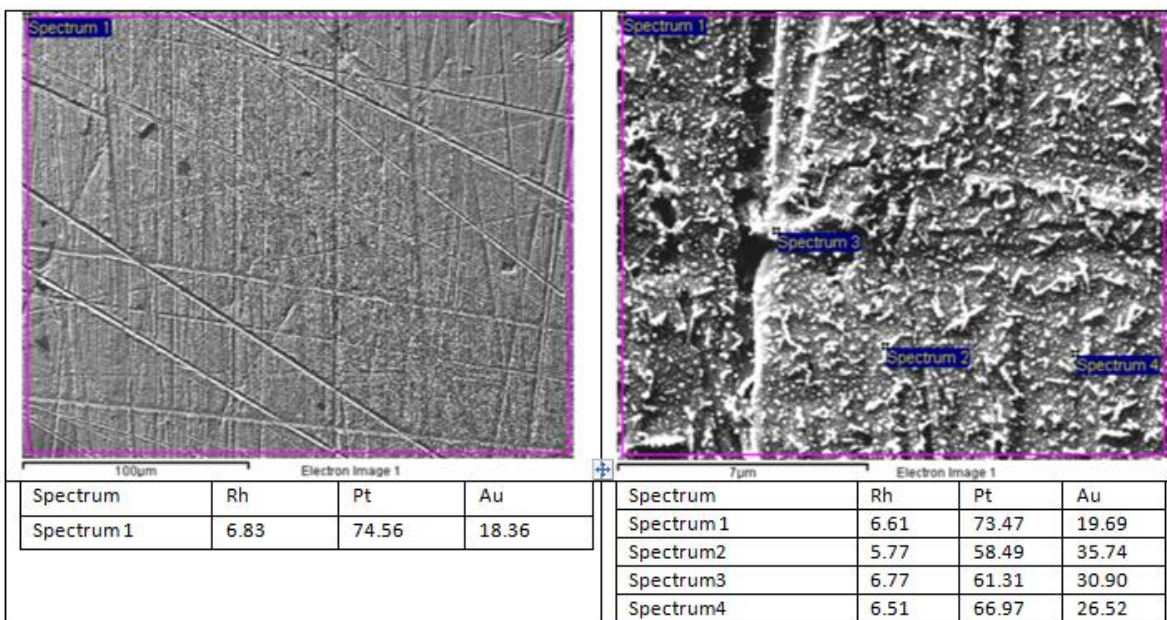 Spectrum 1
100µm Electron Image 1
Spectrum Rh Pt Au
Spectrum 1 6.83 74.56 18.36
Spectrum 1
Spectrum 3
Spectrum 2
Spectrum 4
7µm Electron Image 1
Spectrum Rh Pt Au
Spectrum 1 6.61 73.47 19.69
Spectrum2 5.77 58.49 35.74
Spectrum3 6.77 61.31 30.90
Spectrum4 6.51 66.97 26.52